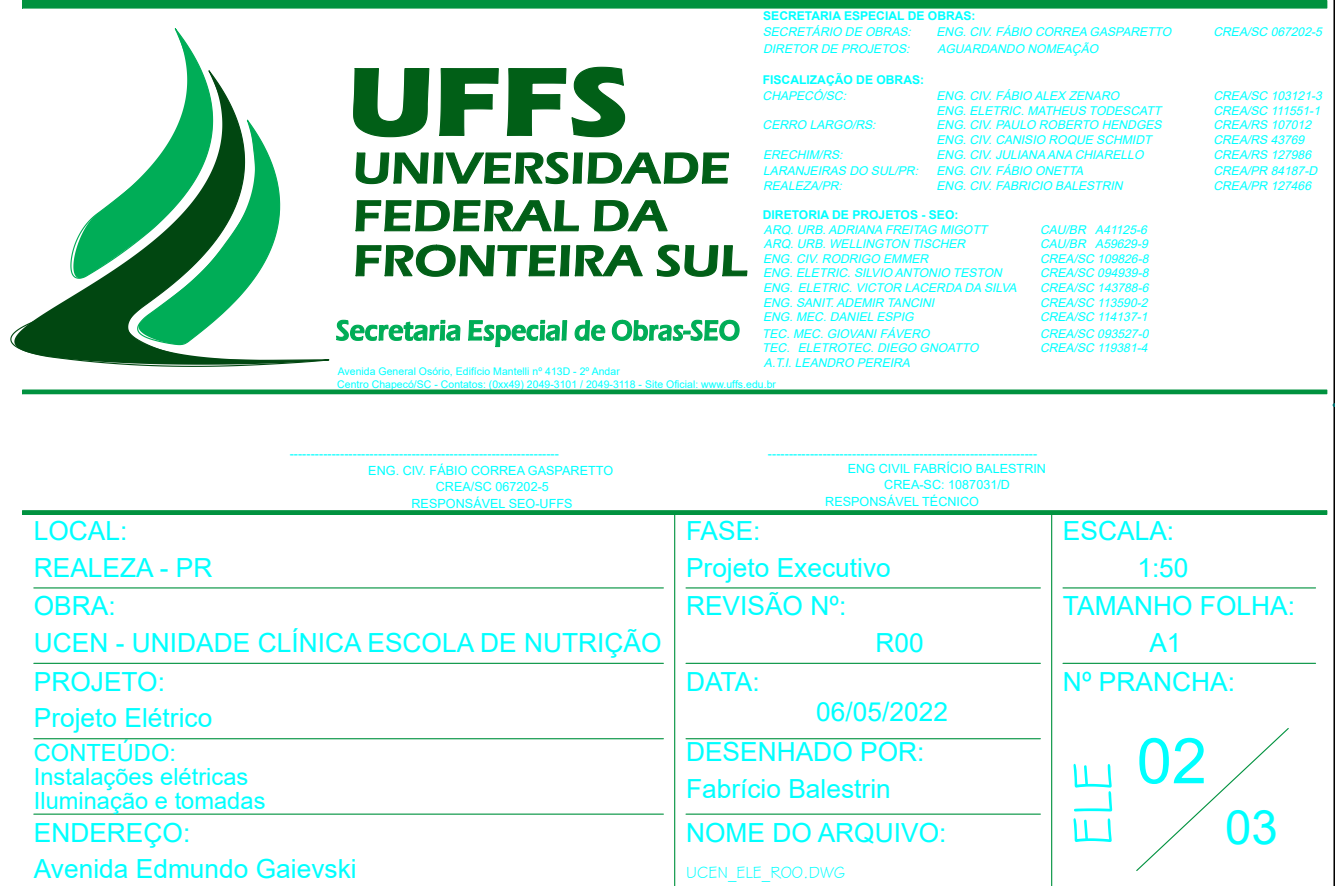 UFFS
UNIVERSIDADE
FEDERAL DA
FRONTEIRA SUL
Secretaria Especial de Obras-SEO
Avenida General Osório, Edifício Mantelli nº 413D - 2º Andar
Centro Chapecó/SC - Contatos: (0xx49) 2049-3101 / 2049-3118 - Site Oficial: www.uffs.edu.br
SECRETARIA ESPECIAL DE OBRAS:
SECRETÁRIO DE OBRAS: ENG. CIV. FÁBIO CORREA GASPARETTO CREA/SC 067202-5
DIRETOR DE PROJETOS: AGUARDANDO NOMEAÇÃO
FISCALIZAÇÃO DE OBRAS:
CHAPECÓ/SC: ENG. CIV. FÁBIO ALEX ZENARO CREA/SC 103121-3
ENG. ELETRIC. MATHEUS TODESCATT CREA/SC 111551-1
CERRO LARGO/RS: ENG. CIV. PAULO ROBERTO HENDGES CREA/RS 107012
ENG. CIV. CANISIO ROQUE SCHMIDT CREA/RS 43769
ERECHIM/RS: ENG. CIV. JULIANA ANA CHIARELLO CREA/RS 127986
LARANJEIRAS DO SUL/PR: ENG. CIV. FÁBIO ONETTA CREA/PR 84187-D
REALEZA/PR: ENG. CIV. FABRICIO BALESTRIN CREA/PR 127466
DIRETORIA DE PROJETOS - SEO:
ARQ. URB. ADRIANA FREITAG MIGOTT CAU/BR A41125-6
ARQ. URB. WELLINGTON TISCHER CAU/BR A59629-9
ENG. CIV. RODRIGO EMMER CREA/SC 109826-8
ENG. ELETRIC. SILVIO ANTONIO TESTON CREA/SC 094939-8
ENG. ELETRIC. VICTOR LACERDA DA SILVA CREA/SC 143788-6
ENG. SANIT. ADEMIR TANCINI CREA/SC 113590-2
ENG. MEC. DANIEL ESPIG CREA/SC 114137-1
TEC. MEC. GIOVANI FÁVERO CREA/SC 093527-0
TEC. ELETROTEC. DIEGO GNOATTO CREA/SC 119381-4
A.T.I. LEANDRO PEREIRA
ENG. CIV. FÁBIO CORREA GASPARETTO
CREA/SC 067202-5
RESPONSÁVEL SEO-UFFS
ENG CIVIL FABRÍCIO BALESTRIN
CREA-SC: 1087031/D
RESPONSÁVEL TÉCNICO
LOCAL:
REALEZA - PR
OBRA:
UCEN - UNIDADE CLÍNICA ESCOLA DE NUTRIÇÃO
PROJETO:
Projeto Elétrico
CONTEÚDO:
Instalações elétricas
Iluminação e tomadas
ENDEREÇO:
Avenida Edmundo Gaievski
FASE:
Projeto Executivo
REVISÃO Nº:
R00
DATA:
06/05/2022
DESENHADO POR:
Fabrício Balestrin
NOME DO ARQUIVO:
UCEN_ELE_R00.DWG
ESCALA:
1:50
TAMANHO FOLHA:
A1
Nº PRANCHA:
ELE
02
03